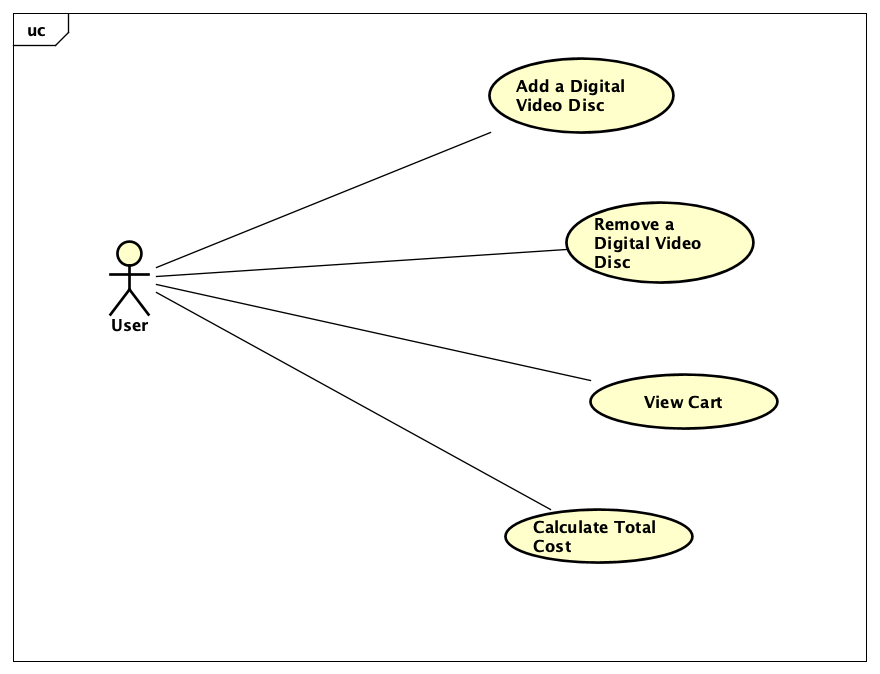 uc
Add a Digital
Video Disc
Remove a
Digital Video
Disc
User
View Cart
Calculate Total
Cost